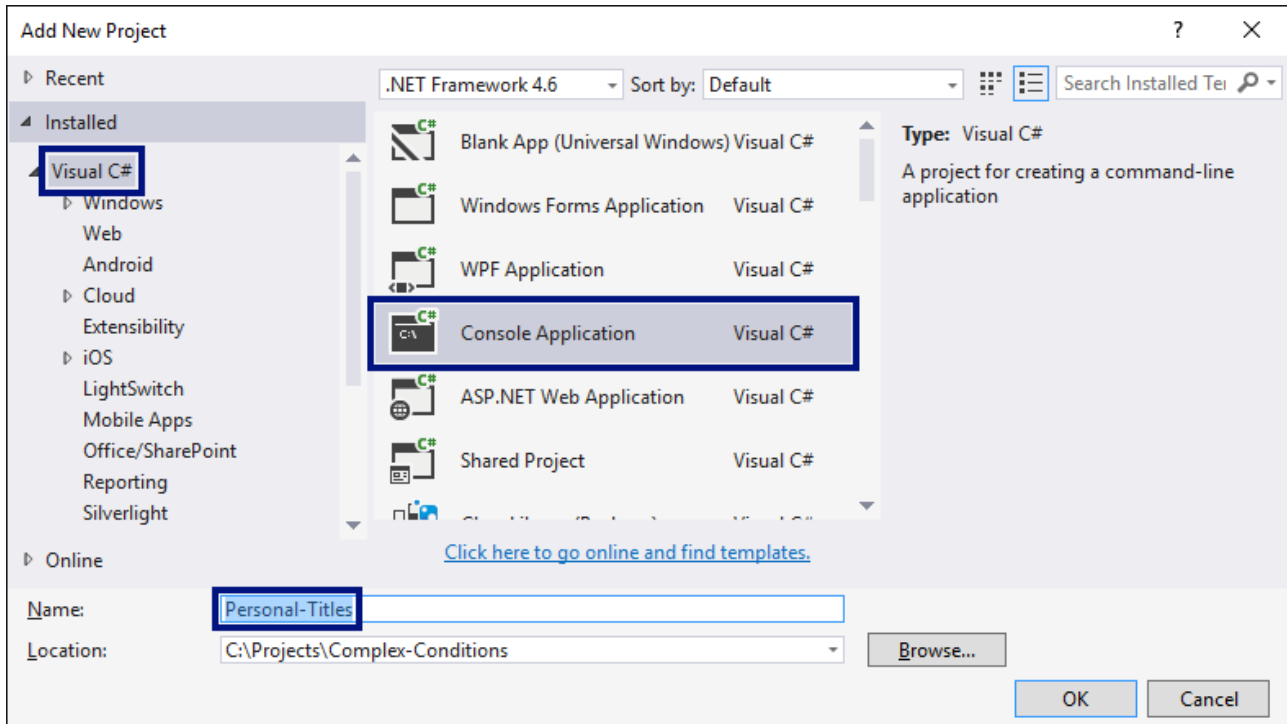 Add New Project
?
Recent
.NET Framework 4.6 Sort by: Default Search Installed Te
Installed
Visual C#
Windows
Web
Android
Cloud
Extensibility
iOS
LightSwitch
Mobile Apps
Office/SharePoint
Reporting
Silverlight
Online
C# Blank App (Universal Windows) Visual C#
C# Windows Forms Application Visual C#
C# WPF Application Visual C#
C# C:\ Console Application Visual C#
C# ASP.NET Web Application Visual C#
C# Shared Project Visual C#
Click here to go online and find templates.
Type: Visual C#
A project for creating a command-line
application
Name: Personal-Titles
Location: C:\Projects\Complex-Conditions Browse...
OK Cancel